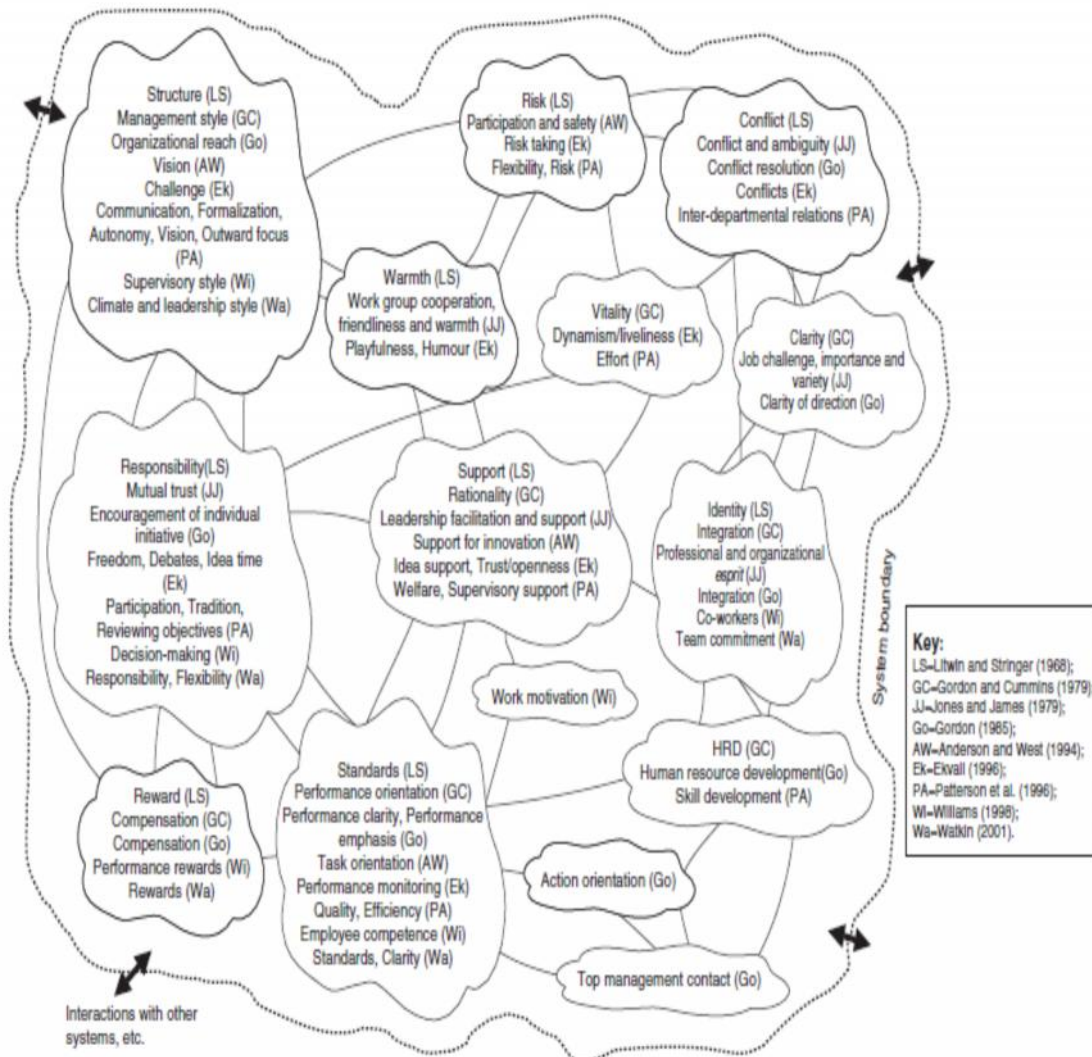 Structure (LS)
Management style (GC)
Organizational reach (Go)
Vision (AW)
Challenge (Ek)
Communication, Formalization,
Autonomy, Vision, Outward focus
(PA)
Supervisory style (Wi)
Climate and leadership style (Wa)
Risk (LS)
Participation and safety (AW)
Risk taking (Ek)
Flexibility, Risk (PA)
Conflict (LS)
Conflict and ambiguity (JJ)
Conflict resolution (Go)
Conflicts (Ek)
Inter-departmental relations (PA)
Warmth (LS)
Work group cooperation,
friendliness and warmth (JJ)
Playfulness, Humour (Ek)
Vitality (GC)
Dynamism/liveliness (Ek)
Effort (PA)
Clarity (GC)
Job challenge, importance and
variety (JJ)
Clarity of direction (Go)
Responsibility(LS)
Mutual trust (JJ)
Encouragement of individual
initiative (Go)
Freedom, Debates, Idea time
(Ek)
Participation, Tradition,
Reviewing objectives (PA)
Decision-making (Wi)
Responsibility, Flexibility (Wa)
Support (LS)
Rationality (GC)
Leadership facilitation and support (JJ)
Support for innovation (AW)
Idea support, Trust/openness (Ek)
Welfare, Supervisory support (PA)
Identity (LS)
Integration (GC)
Professional and organizational
esprit (JJ)
Integration (Go)
Co-workers (Wi)
Team commitment (Wa)
System boundary
Work motivation (Wi)
HRD (GC)
Human resource development(Go)
Skill development (PA)
Reward (LS)
Compensation (GC)
Compensation (Go)
Performance rewards (Wi)
Rewards (Wa)
Standards (LS)
Performance orientation (GC)
Performance clarity, Performance
emphasis (Go)
Task orientation (AW)
Performance monitoring (Ek)
Quality, Efficiency (PA)
Employee competence (Wi)
Standards, Clarity (Wa)
Action orientation (Go)
Top management contact (Go)
Interactions with other
systems, etc.
Key:
LS=Litwin and Stringer (1968);
GC=Gordon and Cummins (1979)
JJ=Jones and James (1979);
Go=Gordon (1985);
AW=Anderson and West (1994);
Ek=Ekvall (1996);
PA=Patterson et al. (1996);
Wi=Williams (1998);
Wa=Watkin (2001).